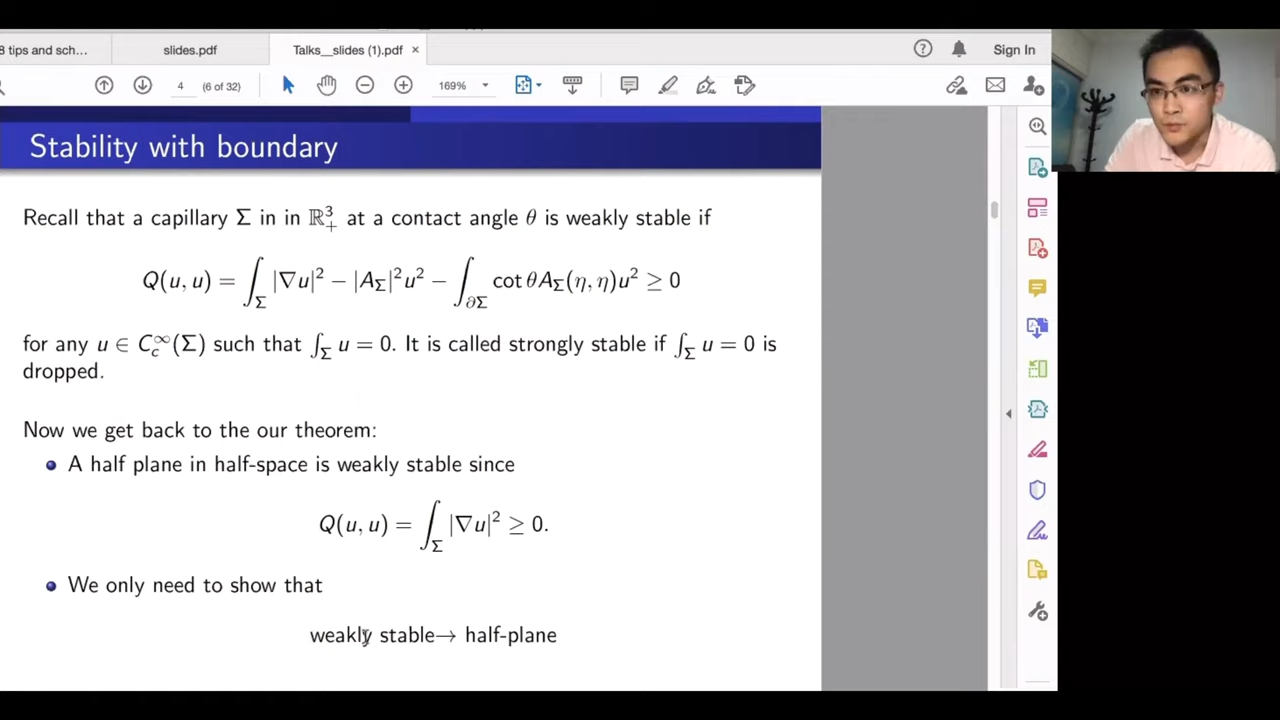 8 tips and sch...
slides.pdf
Talks__slides (1).pdf ×
Sign In
4 (6 of 32)
169%
Stability with boundary
Recall that a capillary Σ in in ℝ³₊ at a contact angle θ is weakly stable if
Q(u, u) = ∫_Σ |∇u|² − |A_Σ|²u² − ∫_∂Σ cot θA_Σ(η, η)u² ≥ 0
for any u ∈ C_c^∞(Σ) such that ∫_Σ u = 0. It is called strongly stable if ∫_Σ u = 0 is
dropped.
Now we get back to the our theorem:
A half plane in half-space is weakly stable since
Q(u, u) = ∫_Σ |∇u|² ≥ 0.
We only need to show that
weakly stable→ half-plane